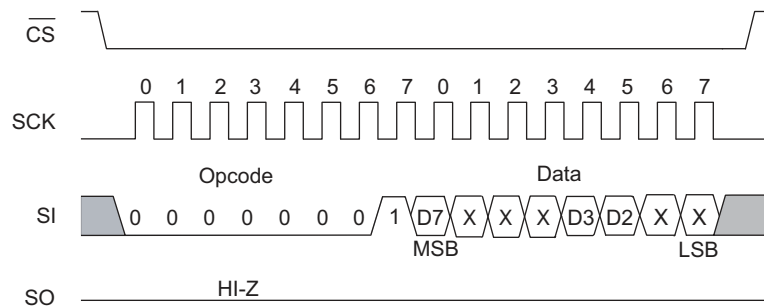 CS
0 1 2 3 4 5 6 7 0 1 2 3 4 5 6 7
SCK
Opcode Data
SI 0 0 0 0 0 0 0 1 D7 X X X D3 D2 X X
MSB LSB
HI-Z
SO